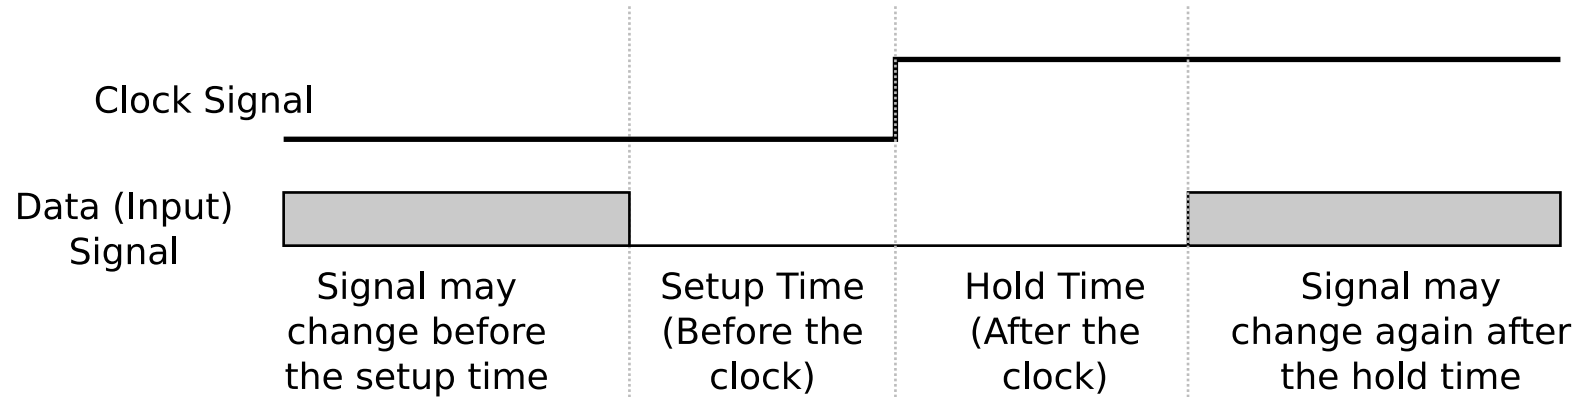 Clock Signal
Data (Input)
Signal
Signal may
change before
the setup time
Setup Time
(Before the
clock)
Hold Time
(After the
clock)
Signal may
change again after
the hold time